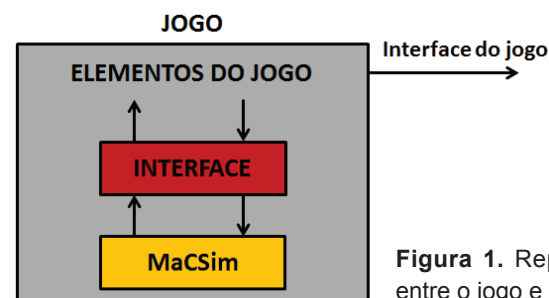 JOGO
Interface do jogo
ELEMENTOS DO JOGO
INTERFACE
MaCSim
Figura 1.
entre o jogo e